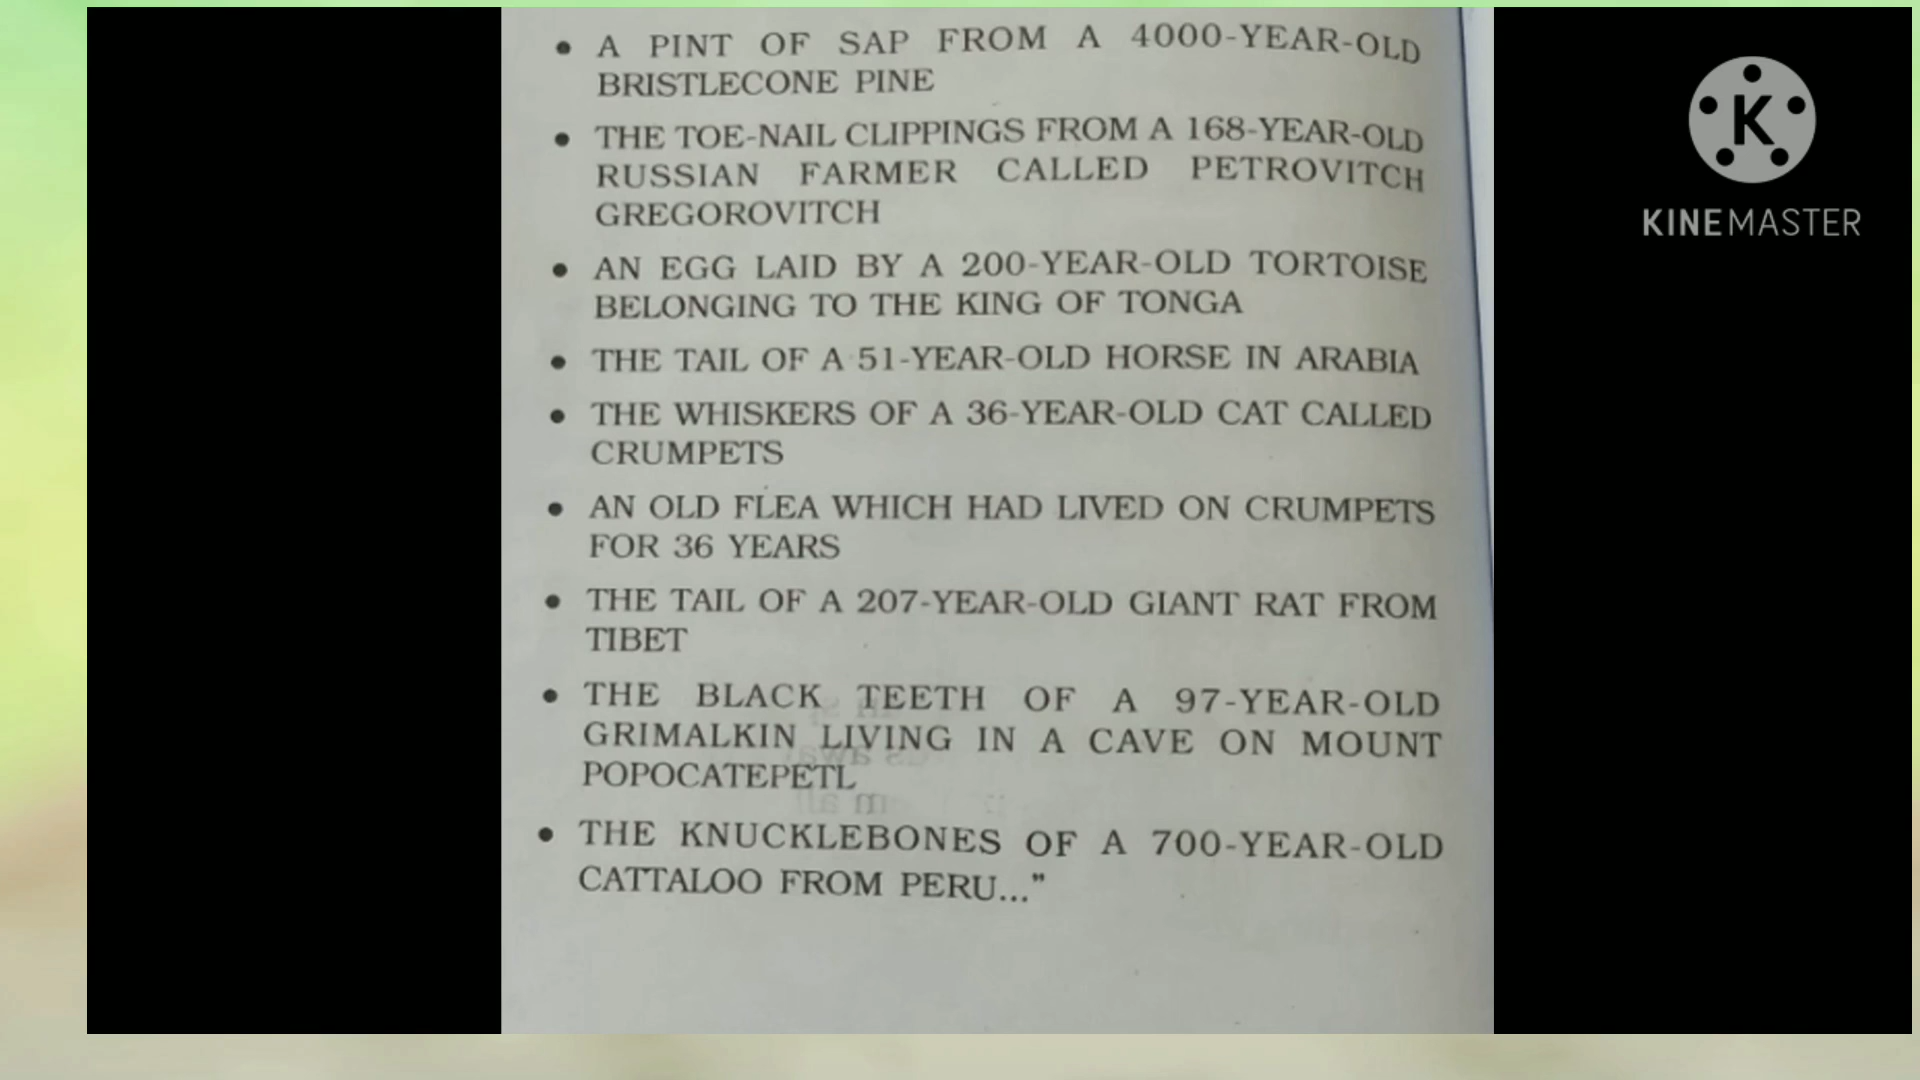 • A PINT OF SAP FROM A 4000-YEAR-OLD
BRISTLECONE PINE
• THE TOE-NAIL CLIPPINGS FROM A 168-YEAR-OLD
RUSSIAN FARMER CALLED PETROVITCH
GREGOROVITCH
• AN EGG LAID BY A 200-YEAR-OLD TORTOISE
BELONGING TO THE KING OF TONGA
• THE TAIL OF A 51-YEAR-OLD HORSE IN ARABIA
• THE WHISKERS OF A 36-YEAR-OLD CAT CALLED
CRUMPETS
• AN OLD FLEA WHICH HAD LIVED ON CRUMPETS
FOR 36 YEARS
• THE TAIL OF A 207-YEAR-OLD GIANT RAT FROM
TIBET
• THE BLACK TEETH OF A 97-YEAR-OLD
GRIMALKIN LIVING IN A CAVE ON MOUNT
POPOCATEPETL
• THE KNUCKLEBONES OF A 700-YEAR-OLD
CATTALOO FROM PERU..."
K
KINEMASTER